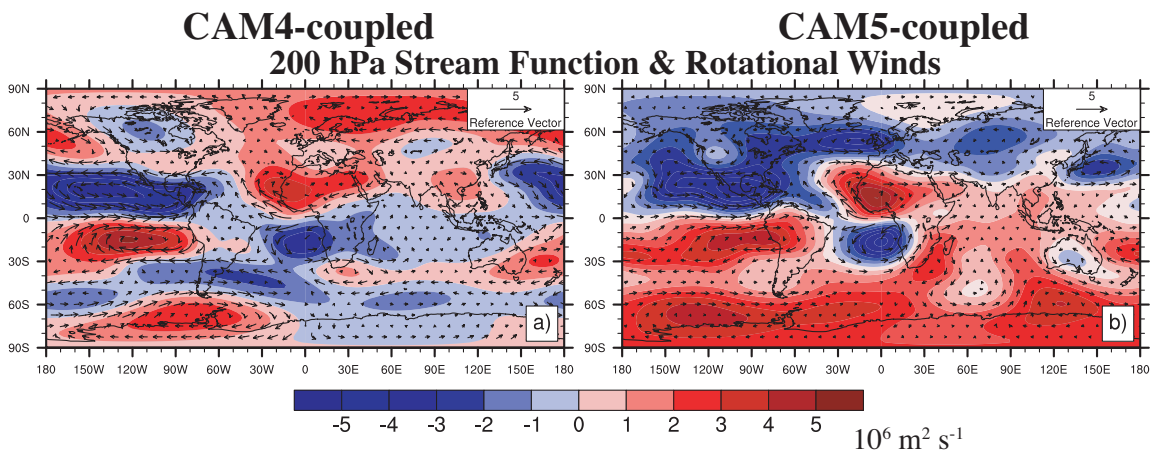 CAM4-coupled CAM5-coupled
200 hPa Stream Function & Rotational Winds
90N
60N
30N
0
30S
60S
90S
5
Reference Vector
a)
180 150W 120W 90W 60W 30W 0 30E 60E 90E 120E 150E 180
90N
60N
30N
0
30S
60S
90S
5
Reference Vector
b)
180 150W 120W 90W 60W 30W 0 30E 60E 90E 120E 150E 180
-5 -4 -3 -2 -1 0 1 2 3 4 5
10⁶ m² s⁻¹